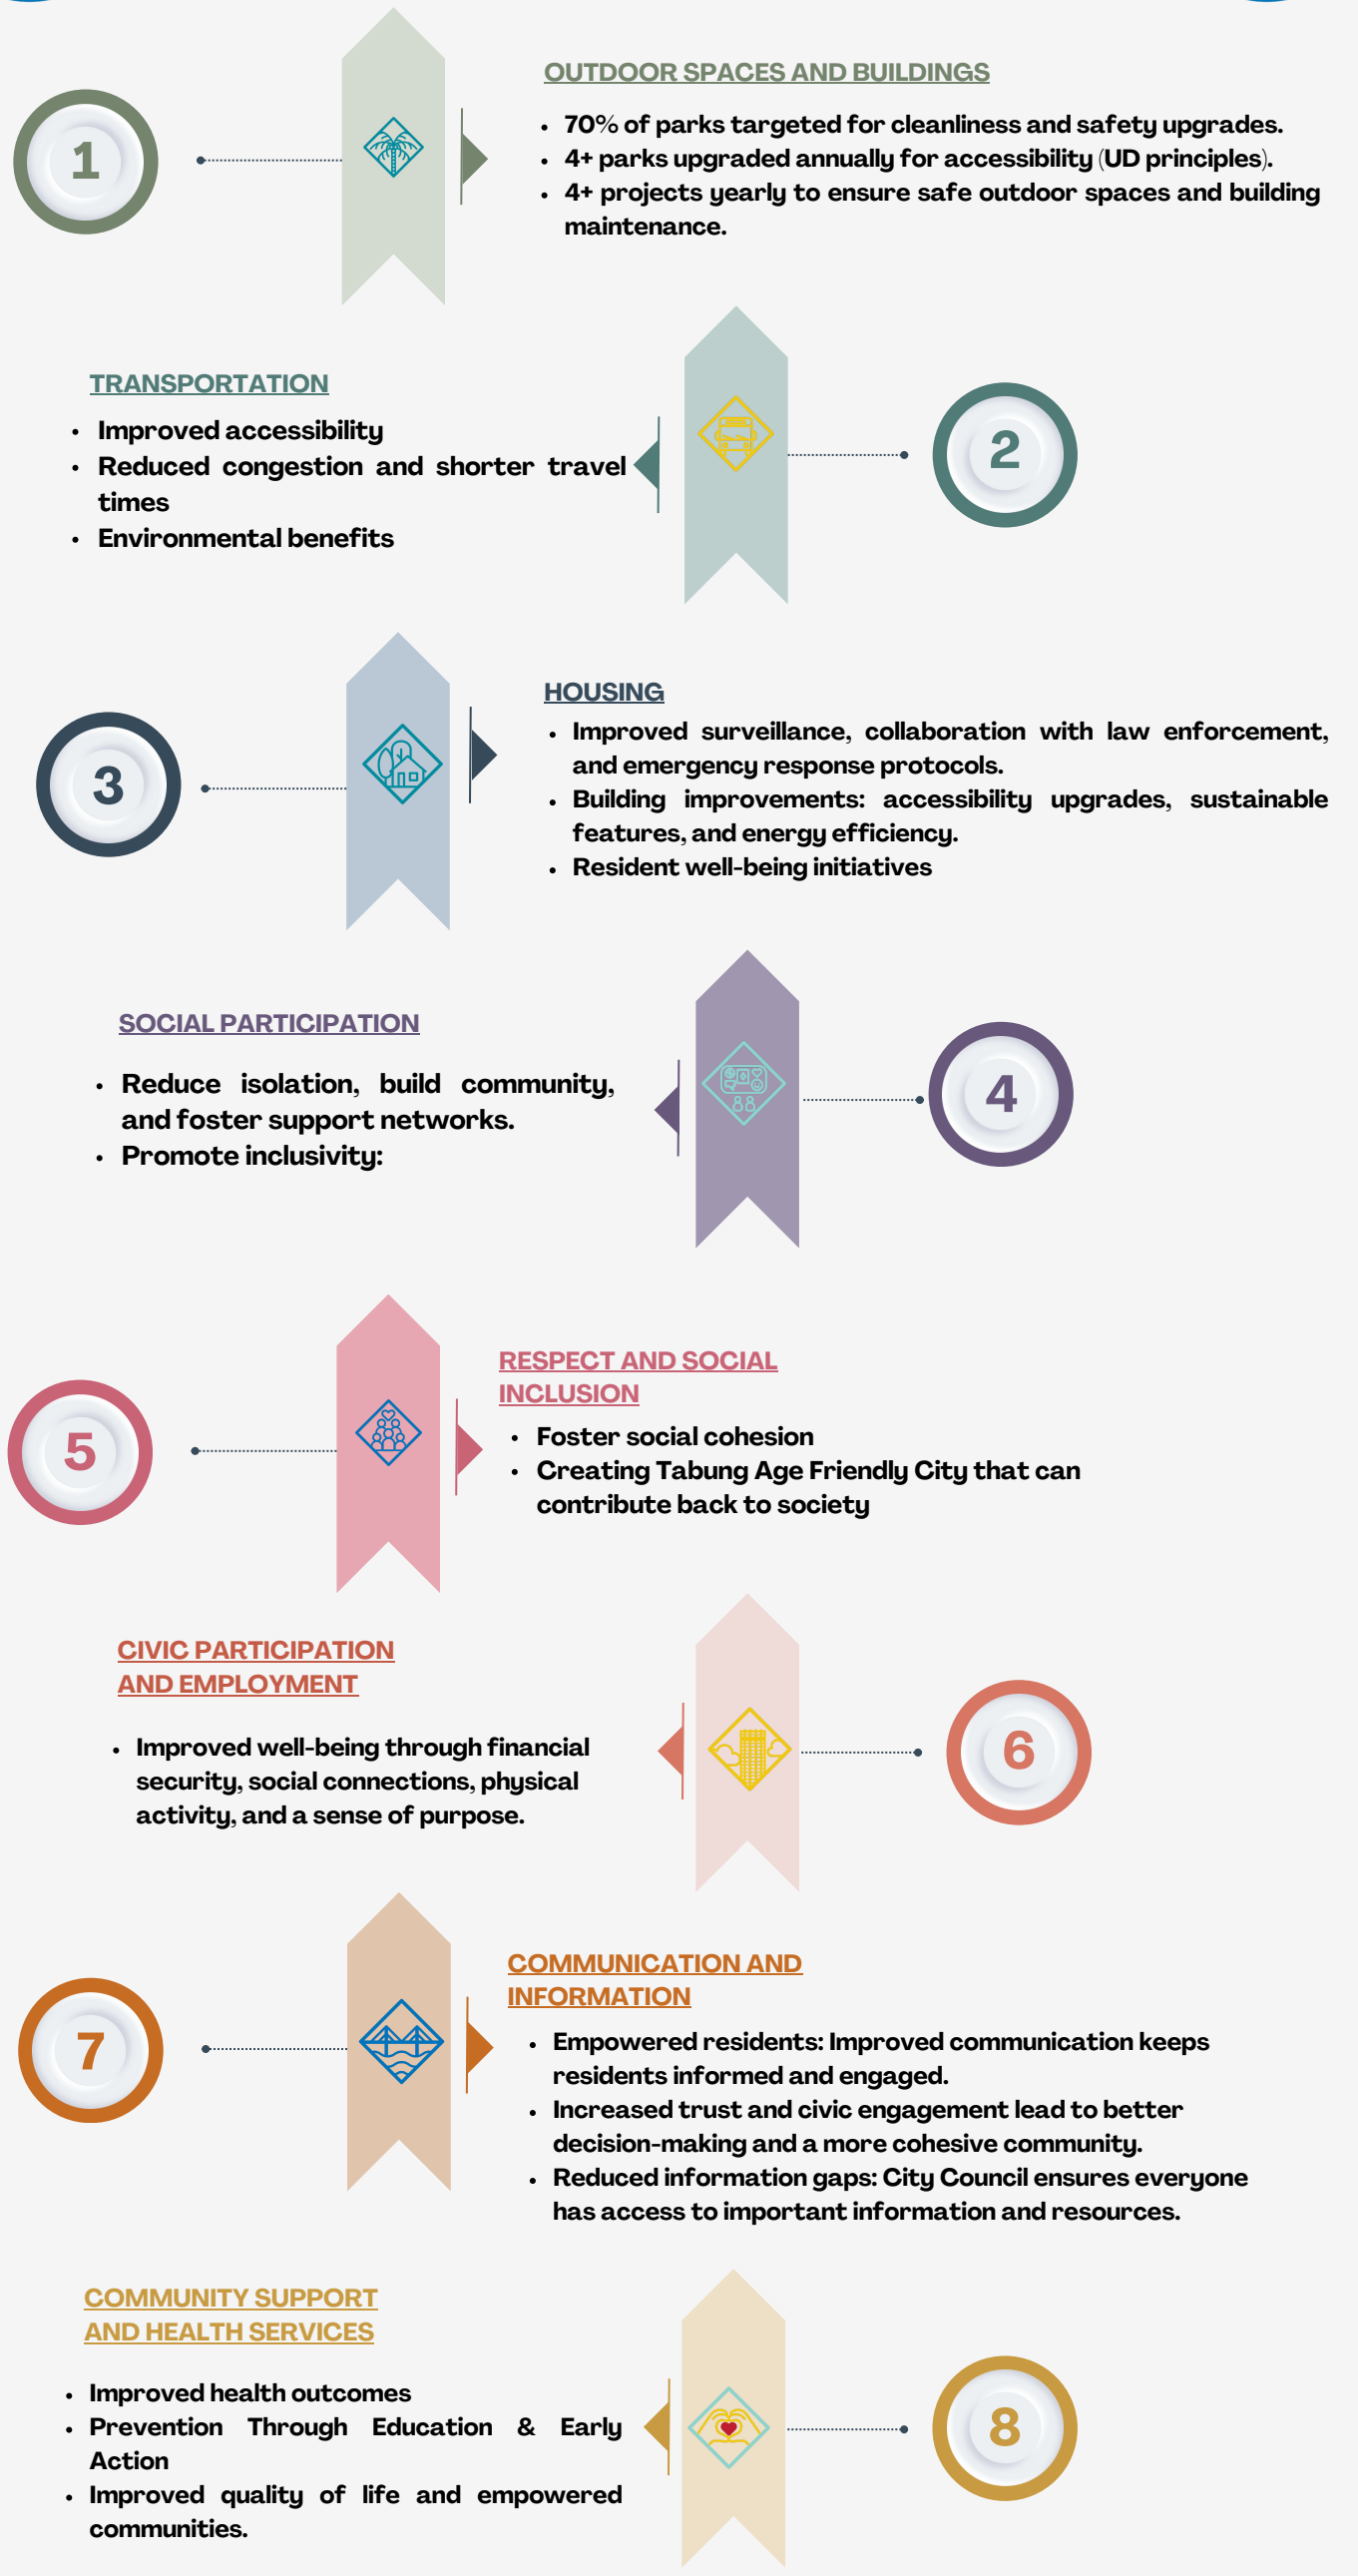 1
OUTDOOR SPACES AND BUILDINGS
• 70% of parks targeted for cleanliness and safety upgrades.
• 4+ parks upgraded annually for accessibility (UD principles).
• 4+ projects yearly to ensure safe outdoor spaces and building
maintenance.
2
TRANSPORTATION
• Improved accessibility
• Reduced congestion and shorter travel
times
• Environmental benefits
3
HOUSING
• Improved surveillance, collaboration with law enforcement,
and emergency response protocols.
• Building improvements: accessibility upgrades, sustainable
features, and energy efficiency.
• Resident well-being initiatives
4
SOCIAL PARTICIPATION
• Reduce isolation, build community,
and foster support networks.
• Promote inclusivity:
5
RESPECT AND SOCIAL
INCLUSION
• Foster social cohesion
• Creating Tabung Age Friendly City that can
contribute back to society
6
CIVIC PARTICIPATION
AND EMPLOYMENT
• Improved well-being through financial
security, social connections, physical
activity, and a sense of purpose.
7
COMMUNICATION AND
INFORMATION
• Empowered residents: Improved communication keeps
residents informed and engaged.
• Increased trust and civic engagement lead to better
decision-making and a more cohesive community.
• Reduced information gaps: City Council ensures everyone
has access to important information and resources.
8
COMMUNITY SUPPORT
AND HEALTH SERVICES
• Improved health outcomes
• Prevention Through Education & Early
Action
• Improved quality of life and empowered
communities.